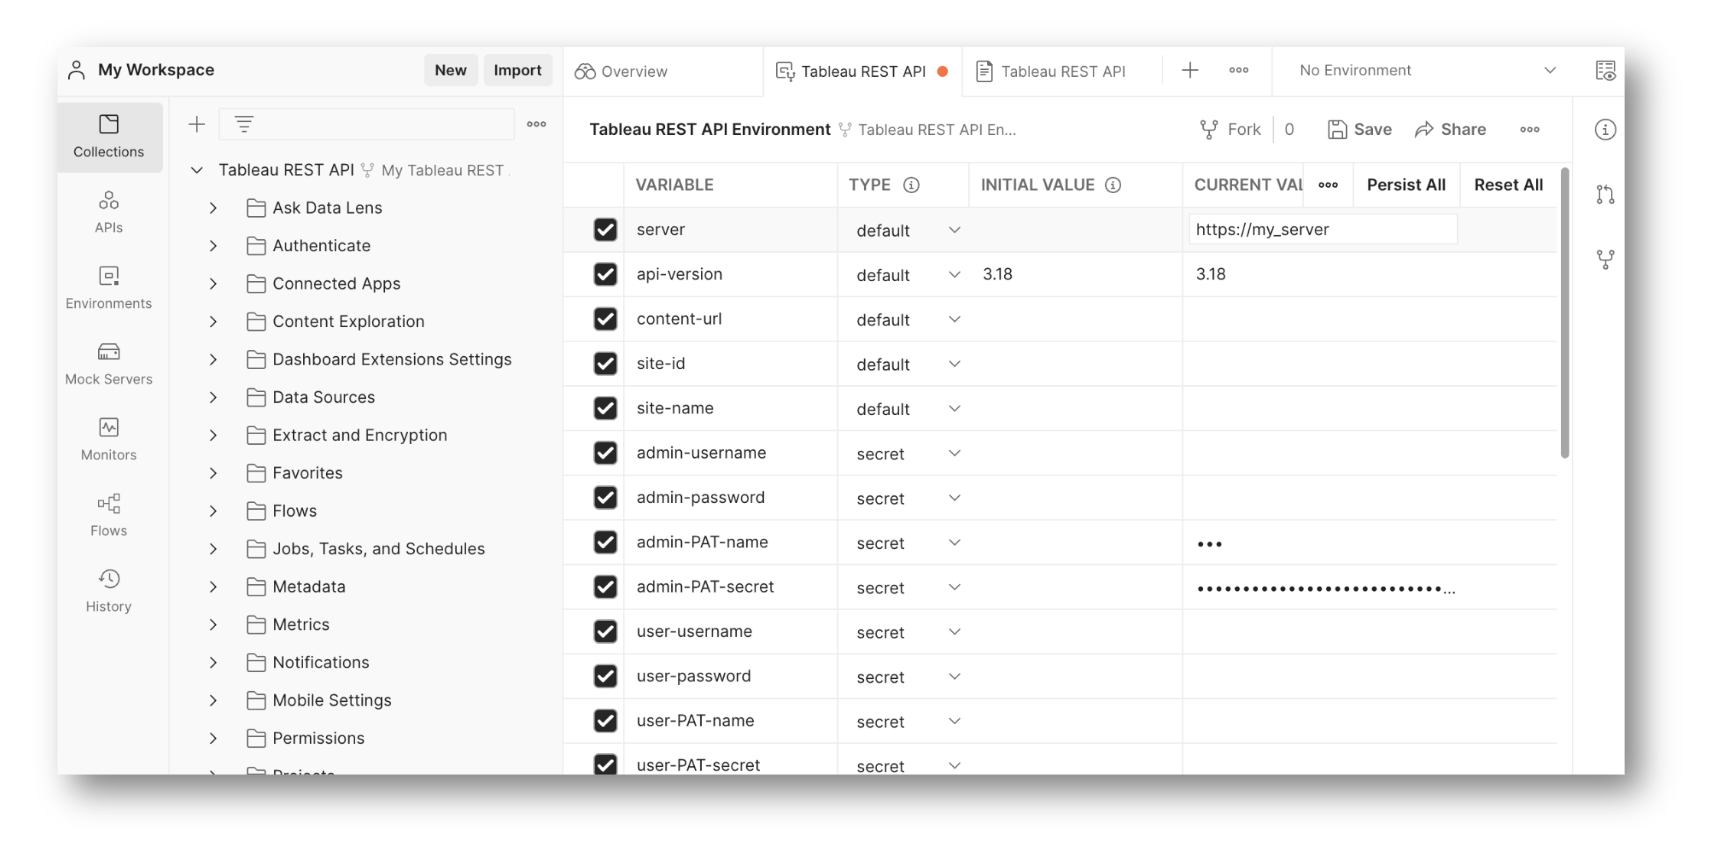 My Workspace New Import Overview Tableau REST API Tableau REST API No Environment
Collections
APIs
Environments
Mock Servers
Monitors
Flows
History
Tableau REST API My Tableau REST
Ask Data Lens
Authenticate
Connected Apps
Content Exploration
Dashboard Extensions Settings
Data Sources
Extract and Encryption
Favorites
Flows
Jobs, Tasks, and Schedules
Metadata
Metrics
Notifications
Mobile Settings
Permissions
Projects
Tableau REST API Environment Tableau REST API En... Fork 0 Save Share
VARIABLE TYPE INITIAL VALUE CURRENT VAL Persist All Reset All
server default https://my_server
api-version default 3.18 3.18
content-url default
site-id default
site-name default
admin-username secret
admin-password secret
admin-PAT-name secret •••
admin-PAT-secret secret •••••••••••••••••••••••••••...
user-username secret
user-password secret
user-PAT-name secret
user-PAT-secret secret